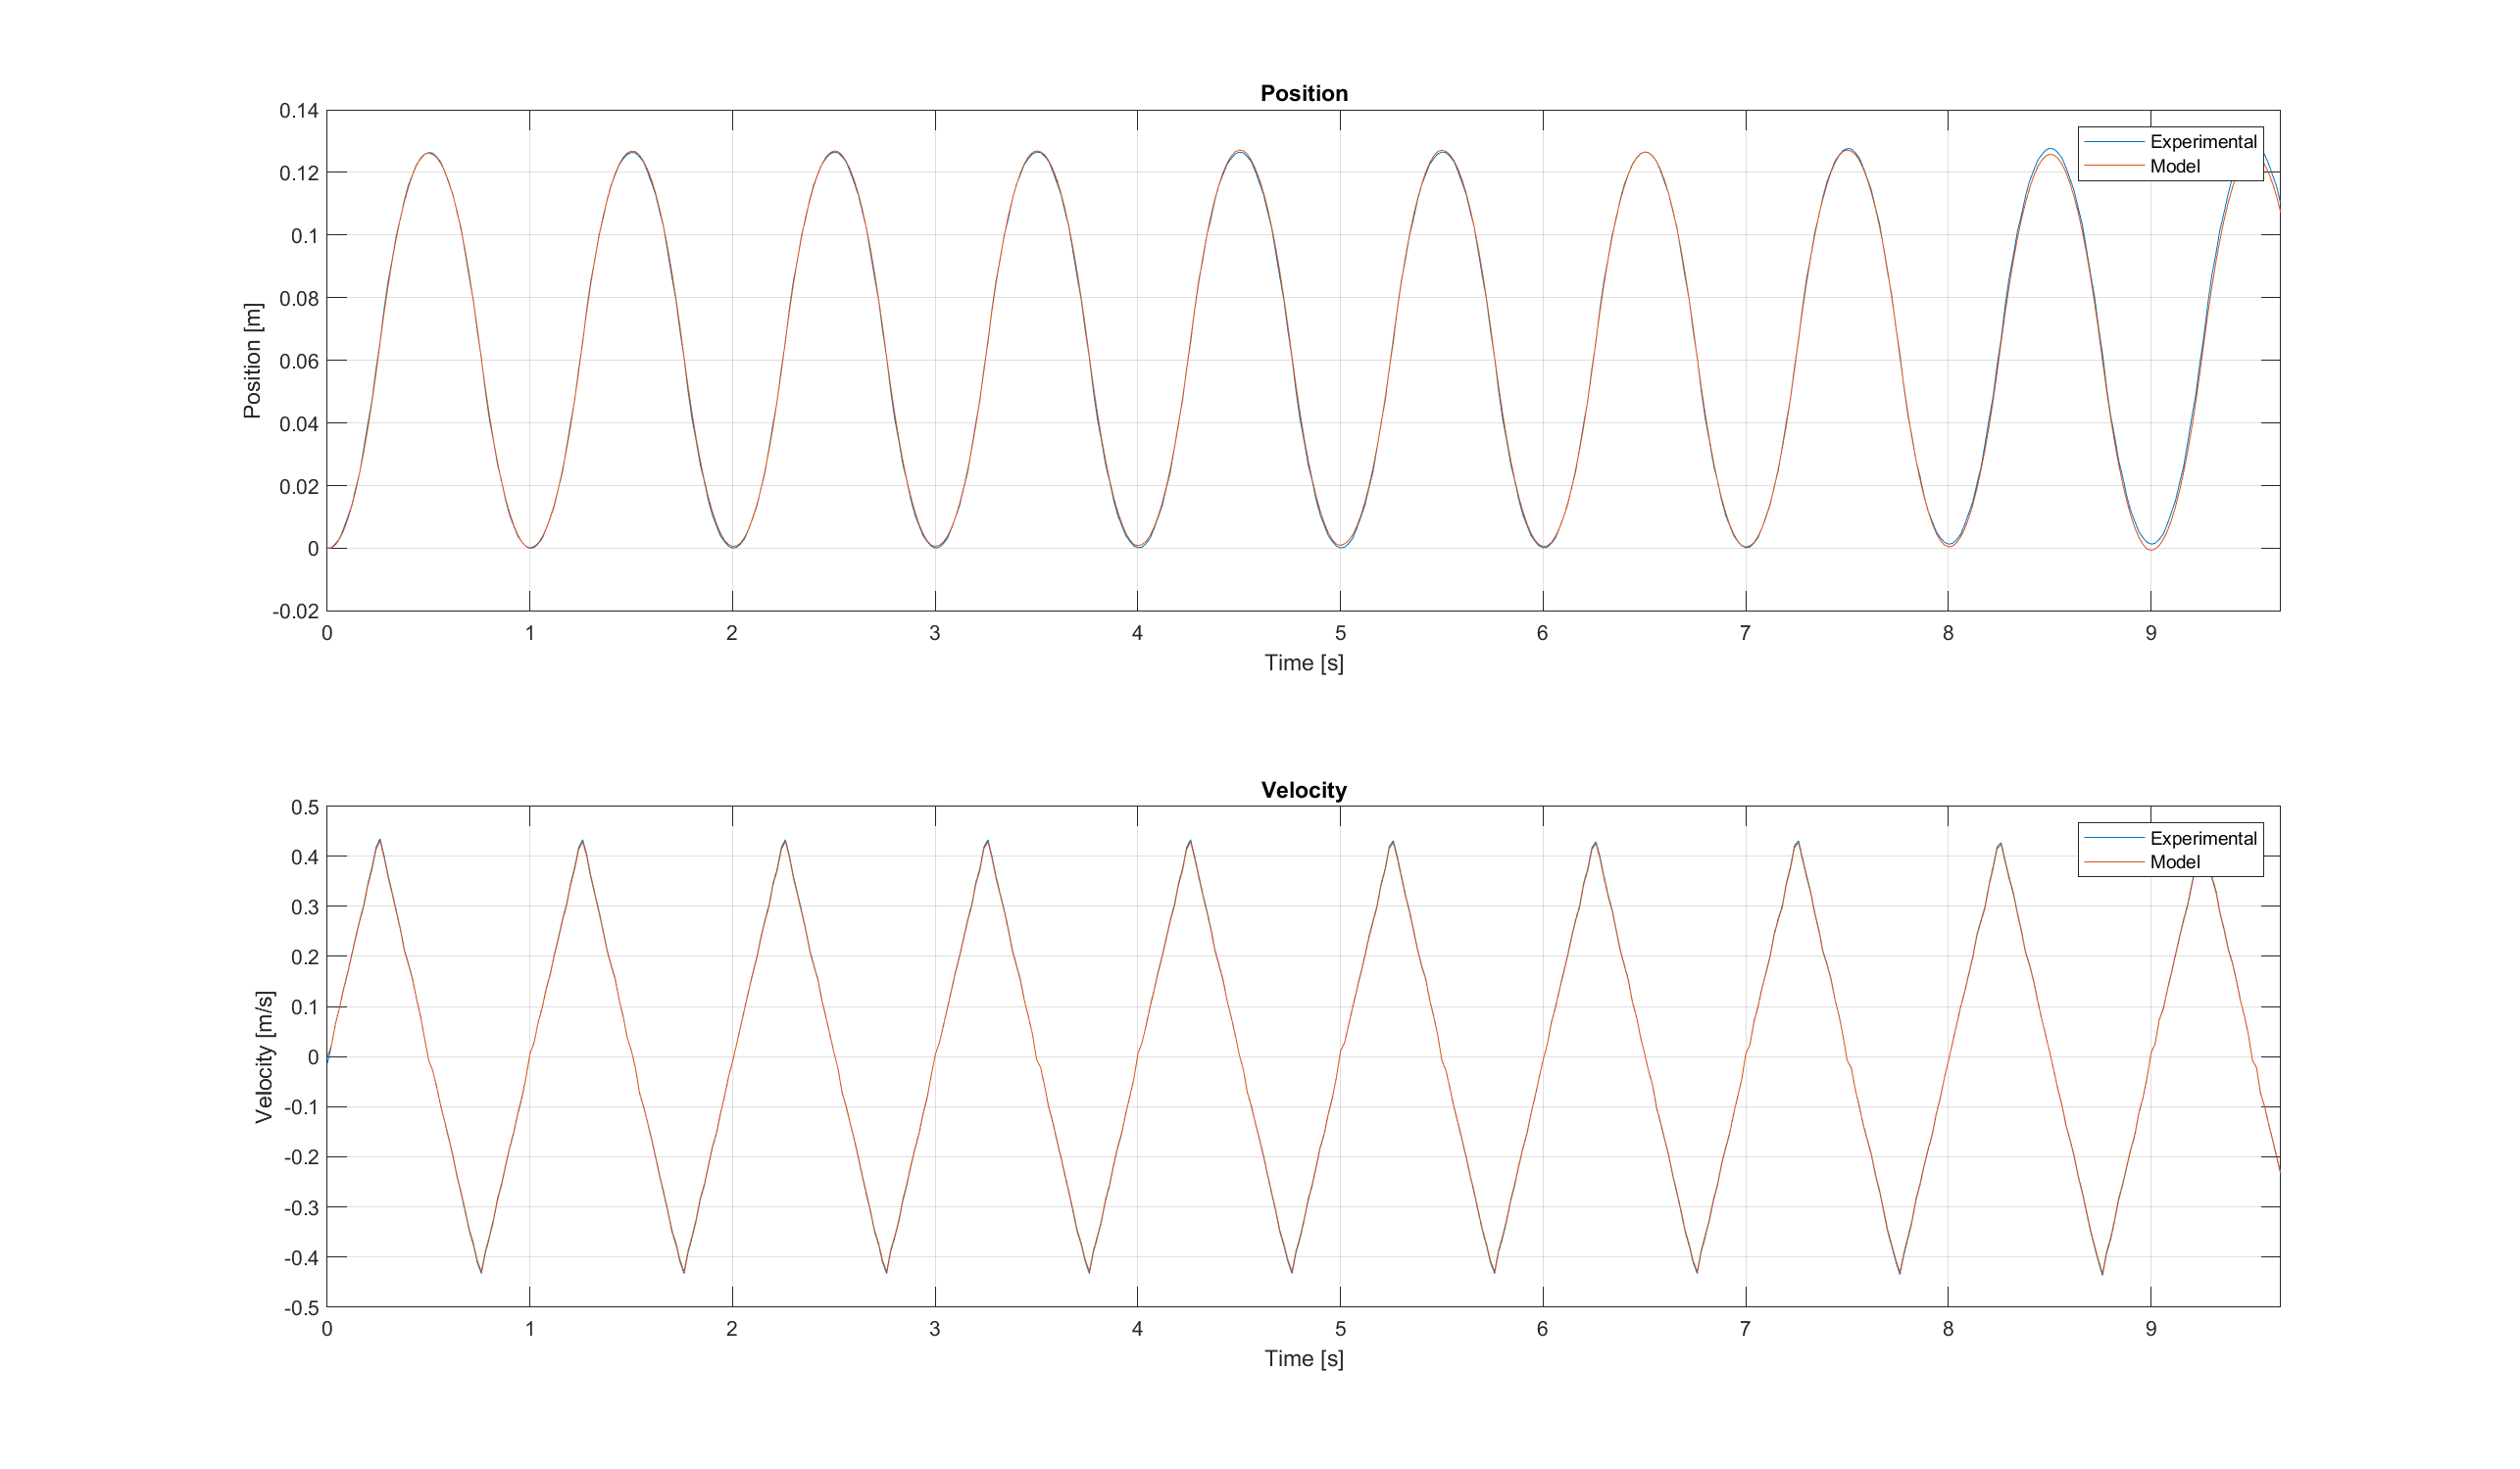 Position
0.14
0.12
0.1
0.08
0.06
0.04
0.02
0
-0.02
Position [m]
Experimental
Model
0 1 2 3 4 5 6 7 8 9
Time [s]
Velocity
0.5
0.4
0.3
0.2
0.1
0
-0.1
-0.2
-0.3
-0.4
-0.5
Velocity [m/s]
Experimental
Model
0 1 2 3 4 5 6 7 8 9
Time [s]